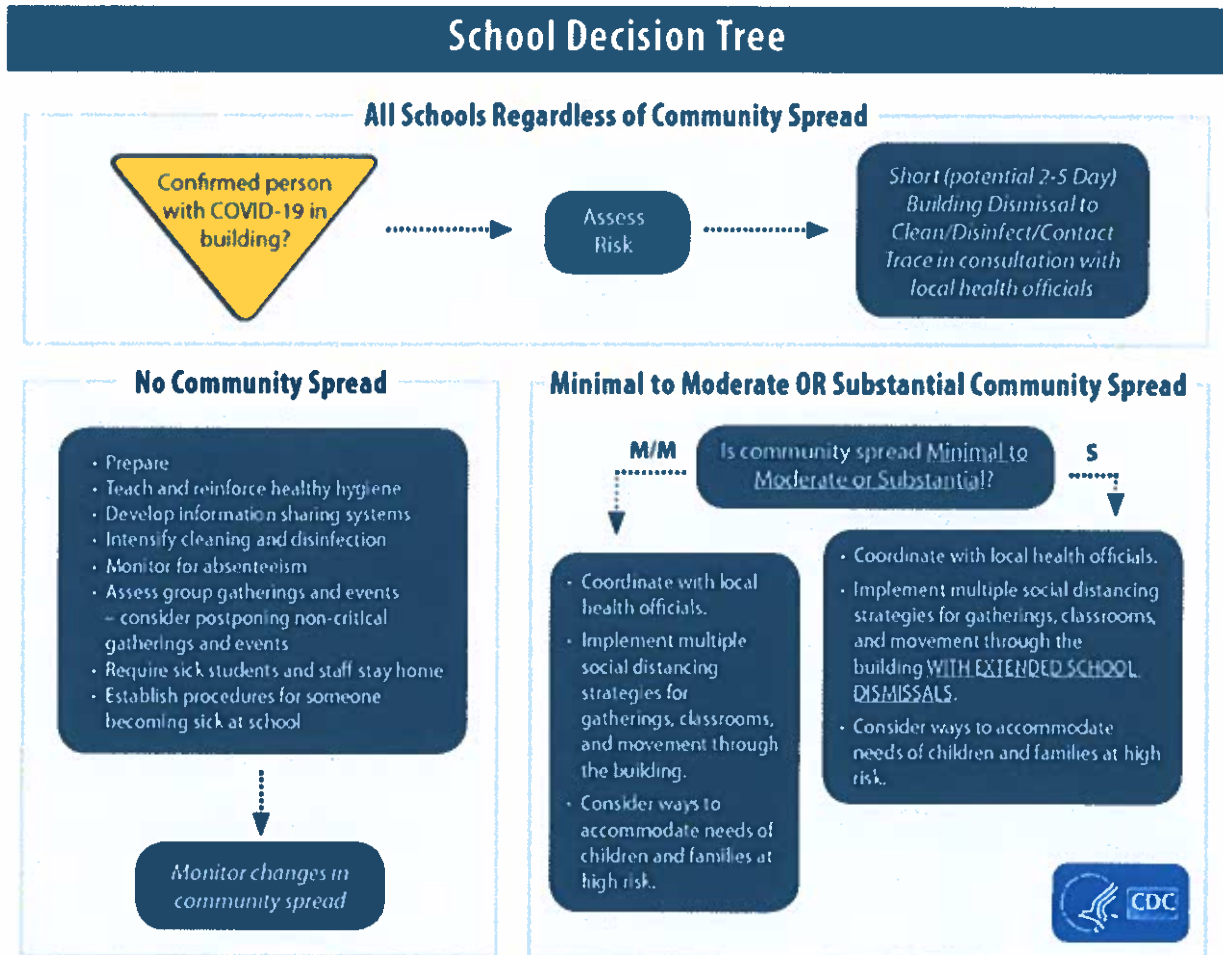 School Decision Tree
All Schools Regardless of Community Spread
Confirmed person
with COVID-19 in
building?
Assess
Risk
Short (potential 2-5 Day)
Building Dismissal to
Clean/Disinfect/Contact
Trace in consultation with
local health officials
No Community Spread
• Prepare
• Teach and reinforce healthy hygiene
• Develop information sharing systems
• Intensify cleaning and disinfection
• Monitor for absenteeism
• Assess group gatherings and events
– consider postponing non-critical
gatherings and events
• Require sick students and staff stay home
• Establish procedures for someone
becoming sick at school
Monitor changes in
community spread
Minimal to Moderate OR Substantial Community Spread
M/M
Is community spread Minimal to
Moderate or Substantial?
S
• Coordinate with local
health officials.
• Implement multiple
social distancing
strategies for
gatherings, classrooms,
and movement through
the building.
• Consider ways to
accommodate needs of
children and families at
high risk.
• Coordinate with local health officials.
• Implement multiple social distancing
strategies for gatherings, classrooms,
and movement through the
building WITH EXTENDED SCHOOL
DISMISSALS.
• Consider ways to accommodate
needs of children and families at high
risk.
CDC